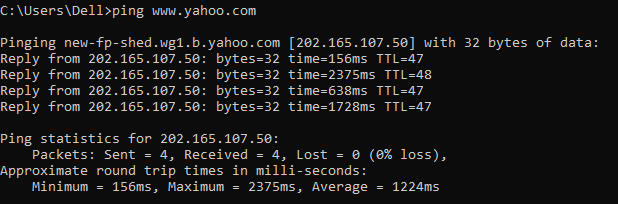 C:\Users\Dell>ping www.yahoo.com
Pinging new-fp-shed.wg1.b.yahoo.com [202.165.107.50] with 32 bytes of data:
Reply from 202.165.107.50: bytes=32 time=156ms TTL=47
Reply from 202.165.107.50: bytes=32 time=2375ms TTL=48
Reply from 202.165.107.50: bytes=32 time=638ms TTL=47
Reply from 202.165.107.50: bytes=32 time=1728ms TTL=47
Ping statistics for 202.165.107.50:
Packets: Sent = 4, Received = 4, Lost = 0 (0% loss),
Approximate round trip times in milli-seconds:
Minimum = 156ms, Maximum = 2375ms, Average = 1224ms